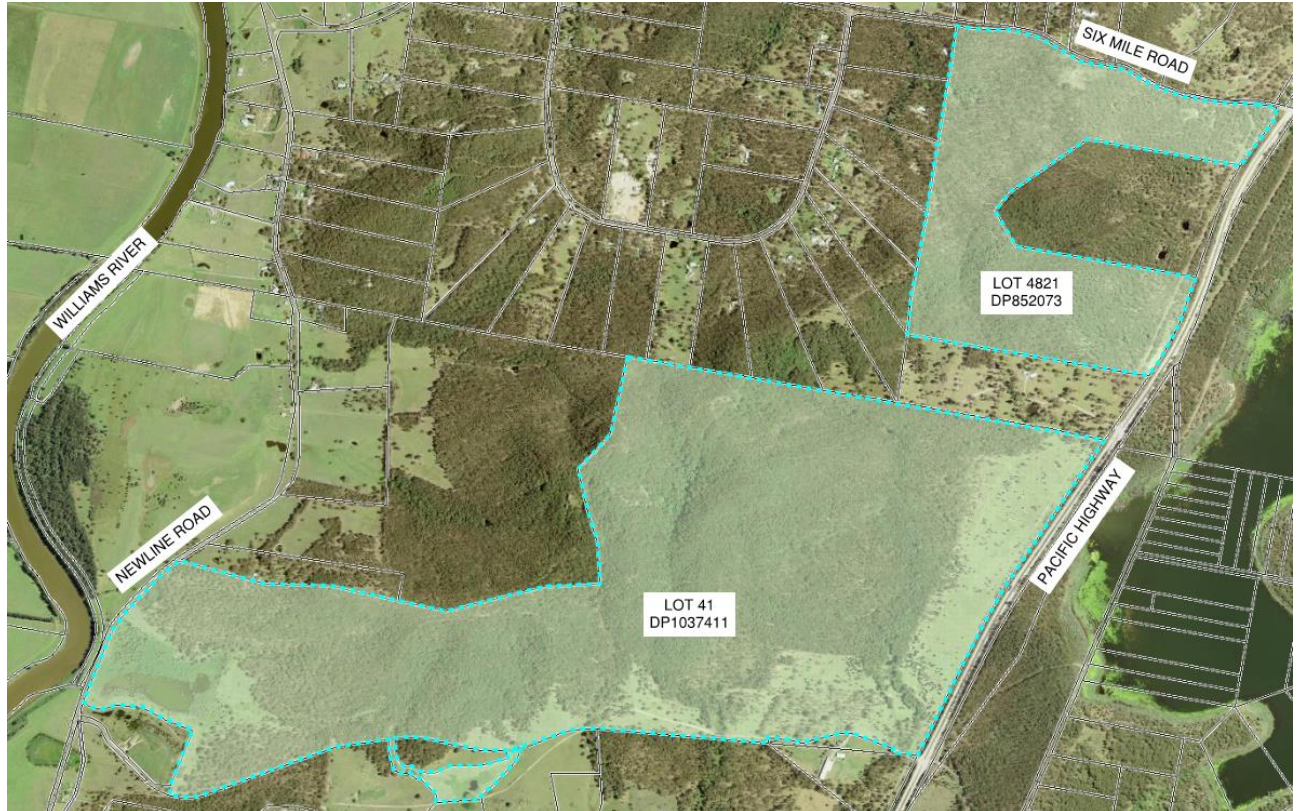 SIX MILE ROAD
WILLIAMS RIVER
LOT 4821
DP852073
NEWLINE ROAD
PACIFIC HIGHWAY
LOT 41
DP1037411